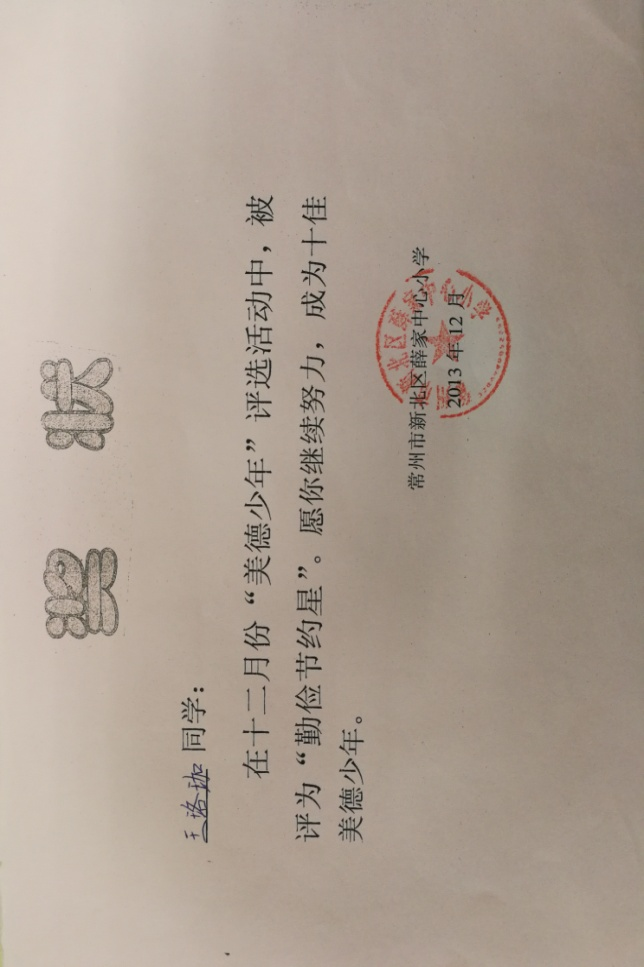 奖 状
王洛珈同学：
在十二月份“美德少年”评选活动中，被
评为“勤俭节约星”。愿你继续努力，成为十佳
美德少年。
常州市新北区薛家中心小学
2013年12月